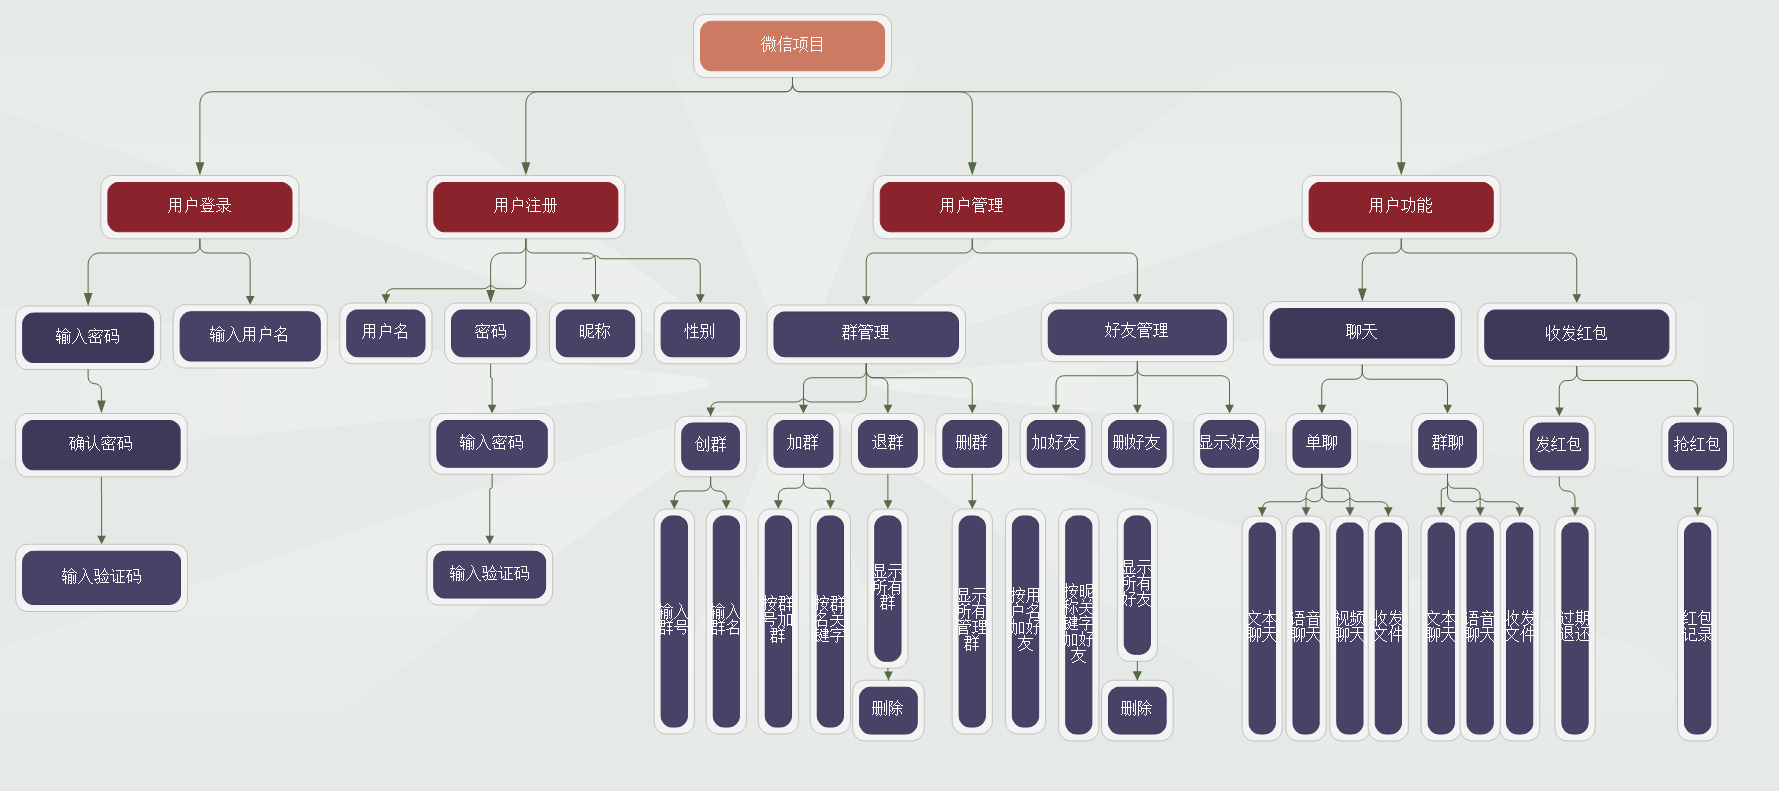 微信项目
用户登录
用户注册
用户管理
用户功能
输入密码
输入用户名
用户名
密码
昵称
性别
群管理
好友管理
聊天
收发红包
确认密码
输入密码
创群
加群
退群
删群
加好友
删好友
显示好友
单聊
群聊
发红包
抢红包
输入验证码
输入验证码
输入
群号
输入
群名
按群
号加
群
按群
名关
键字
显示
所有
群
显示
所有
管理
群
按用
户名
加好
友
按昵
称关
键字
加好
友
显示
所有
好友
文本
聊天
语音
聊天
视频
聊天
收发
文件
文本
聊天
语音
聊天
收发
文件
过期
退还
红包
记录
删除
删除